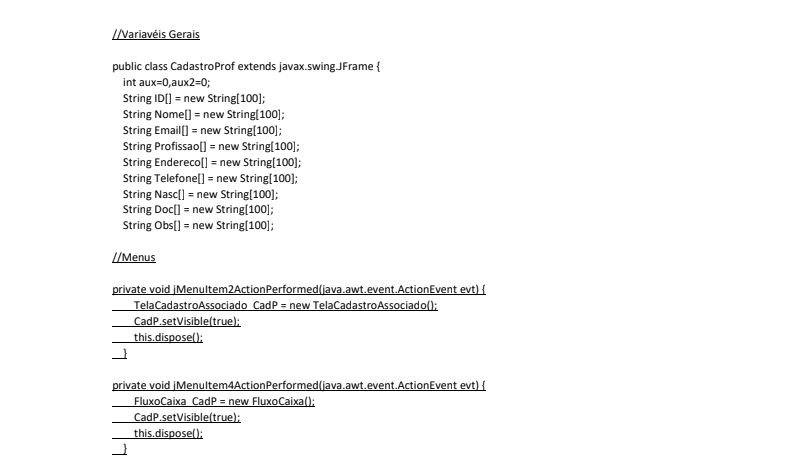 //Variavéis Gerais
public class CadastroProf extends javax.swing.JFrame {
int aux=0,aux2=0;
String ID[] = new String[100];
String Nome[] = new String[100];
String Email[] = new String[100];
String Profissao[] = new String[100];
String Endereco[] = new String[100];
String Telefone[] = new String[100];
String Nasc[] = new String[100];
String Doc[] = new String[100];
String Obs[] = new String[100];
//Menus
private void jMenuItem2ActionPerformed(java.awt.event.ActionEvent evt) {
TelaCadastroAssociado CadP = new TelaCadastroAssociado();
CadP.setVisible(true);
this.dispose();
}
private void jMenuItem4ActionPerformed(java.awt.event.ActionEvent evt) {
FluxoCaixa CadP = new FluxoCaixa();
CadP.setVisible(true);
this.dispose();
}